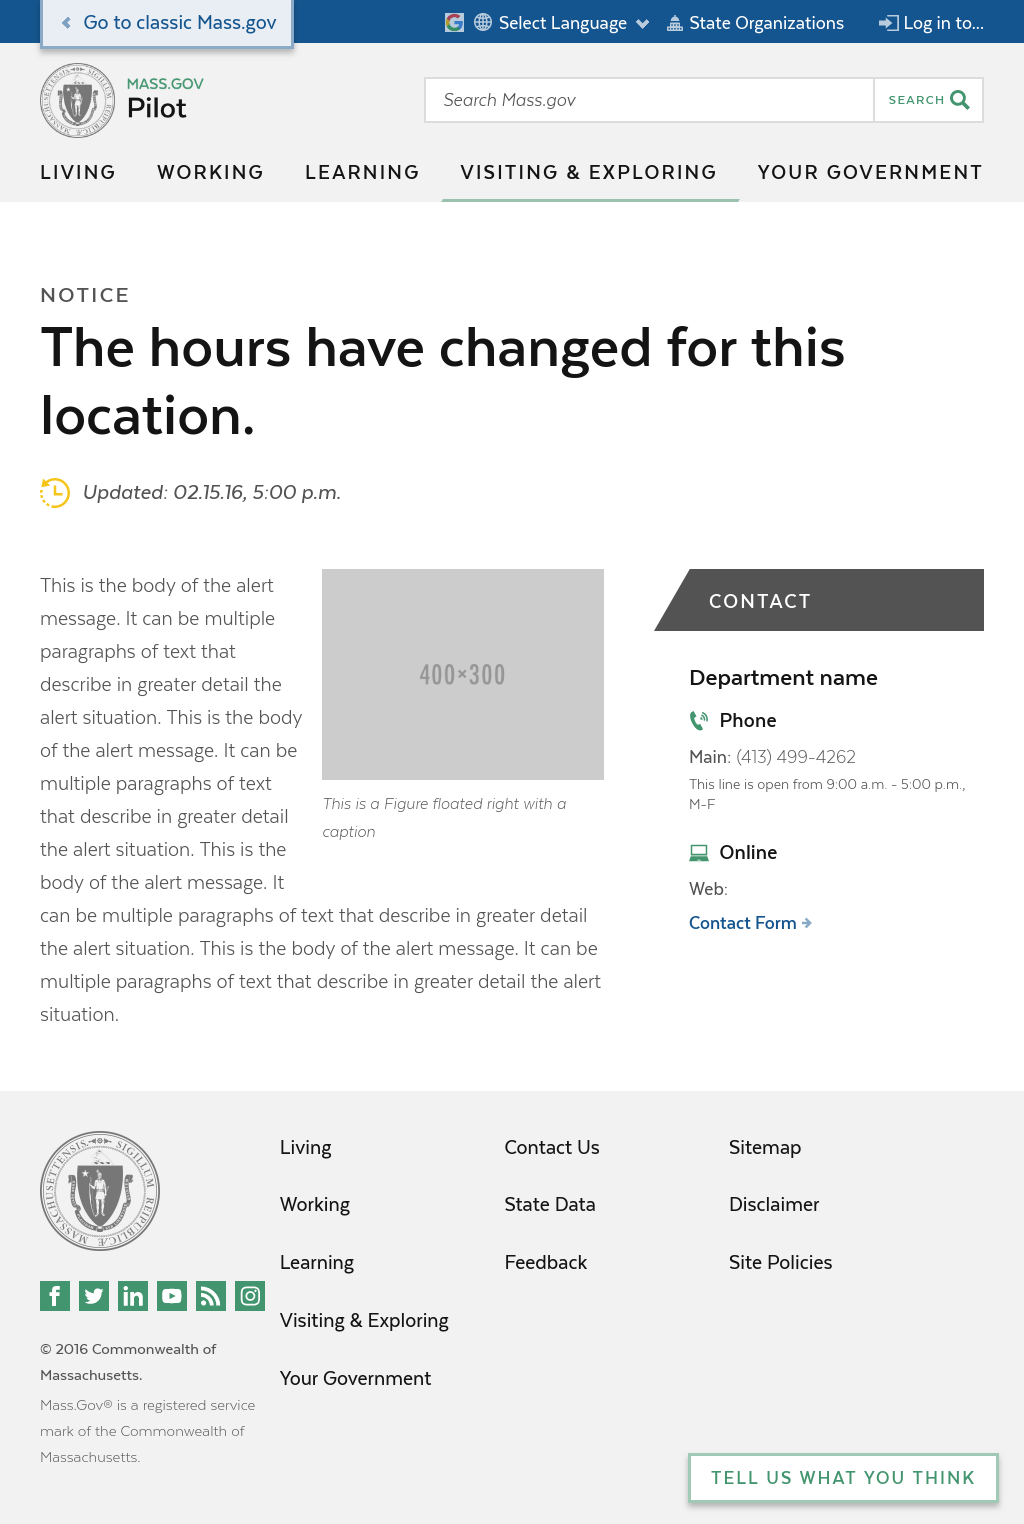 Go to classic Mass.gov
Select Language
State Organizations
Log in to...
MASS.GOV
Pilot
Search Mass.gov
SEARCH
LIVING
WORKING
LEARNING
VISITING & EXPLORING
YOUR GOVERNMENT
NOTICE
The hours have changed for this
location.
Updated: 02.15.16, 5:00 p.m.
This is the body of the alert
message. It can be multiple
paragraphs of text that
describe in greater detail the
alert situation. This is the body
of the alert message. It can be
multiple paragraphs of text
that describe in greater detail
the alert situation. This is the
body of the alert message. It
can be multiple paragraphs of text that describe in greater detail
the alert situation. This is the body of the alert message. It can be
multiple paragraphs of text that describe in greater detail the alert
situation.
400×300
This is a Figure floated right with a
caption
CONTACT
Department name
Phone
Main: (413) 499-4262
This line is open from 9:00 a.m. - 5:00 p.m.,
M-F
Online
Web:
Contact Form
SIGILLUM REIPUBLICÆ MASSACHUSETTENSIS
© 2016 Commonwealth of
Massachusetts.
Mass.Gov® is a registered service
mark of the Commonwealth of
Massachusetts.
Living
Working
Learning
Visiting & Exploring
Your Government
Contact Us
State Data
Feedback
Sitemap
Disclaimer
Site Policies
TELL US WHAT YOU THINK